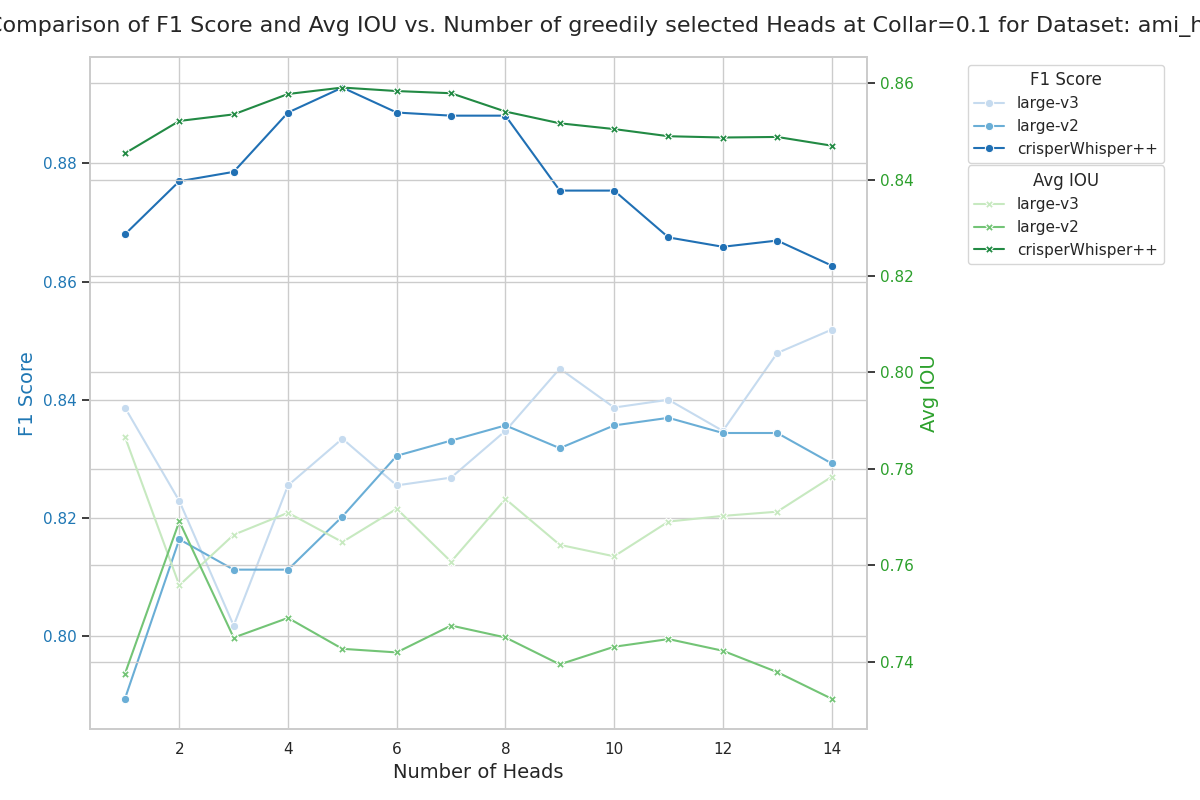 Comparison of F1 Score and Avg IOU vs. Number of greedily selected Heads at Collar=0.1 for Dataset: ami_h
F1 Score
large-v3
large-v2
crisperWhisper++
Avg IOU
large-v3
large-v2
crisperWhisper++
F1 Score
0.88
0.86
0.84
0.82
0.80
0.86
0.84
0.82
0.80
0.78
0.76
0.74
Avg IOU
2 4 6 8 10 12 14
Number of Heads